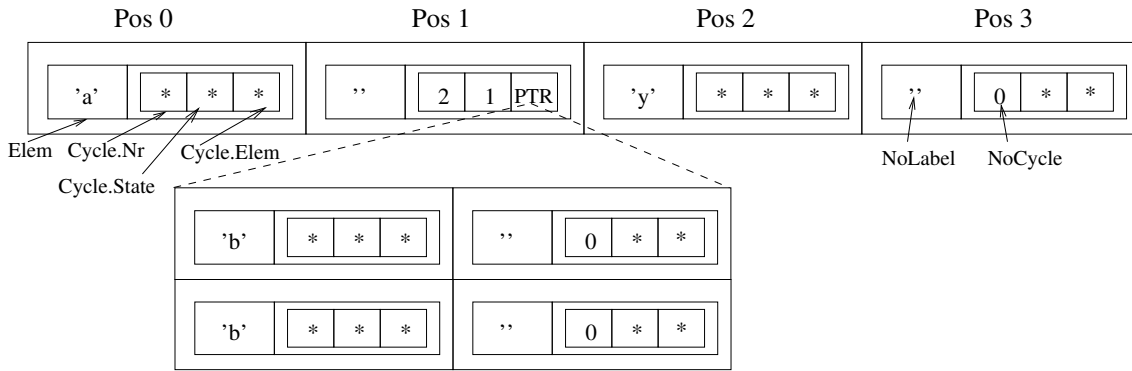 Pos 0 Pos 1 Pos 2 Pos 3
'a' * * * '' 2 1 PTR 'y' * * * '' 0 * *
Elem Cycle.Nr Cycle.Elem NoLabel NoCycle
Cycle.State
'b' * * * '' 0 * *
'b' * * * '' 0 * *